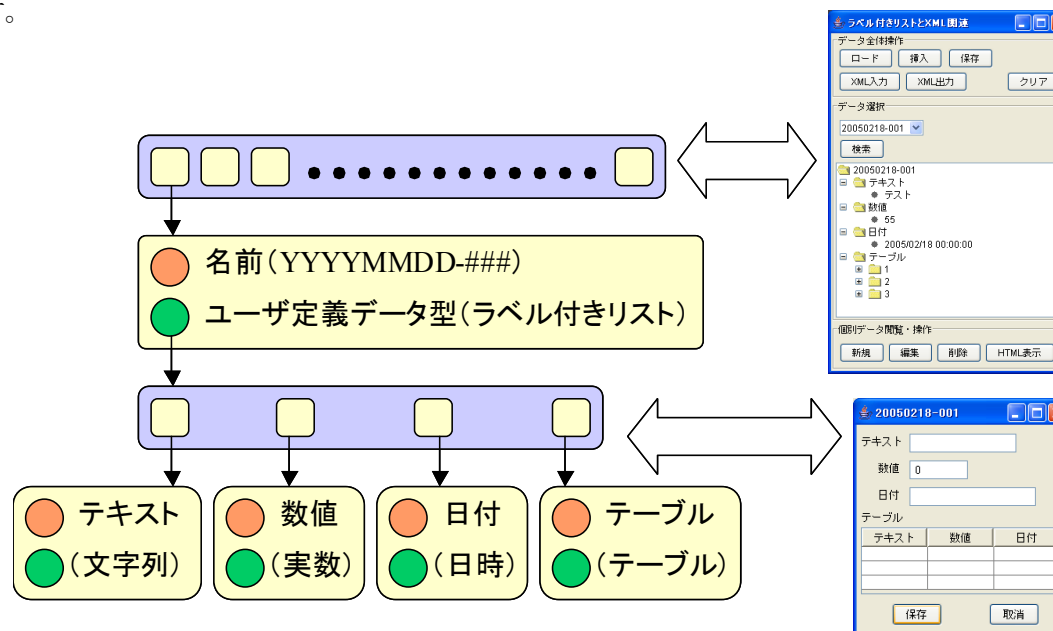 す。
ラベル付きリストとXML関連
データ全体操作
ロード 挿入 保存
XML入力 XML出力 クリア
データ選択
20050218-001
検索
20050218-001
テキスト
テスト
数値
55
日付
2005/02/18 00:00:00
テーブル
1
2
3
個別データ閲覧・操作
新規 編集 削除 HTML表示
名前(YYYYMMDD-###)
ユーザ定義データ型(ラベル付きリスト)
テキスト
(文字列)
数値
(実数)
日付
(日時)
テーブル
(テーブル)
20050218-001
テキスト
数値 0
日付
テーブル
テキスト 数値 日付
保存 取消